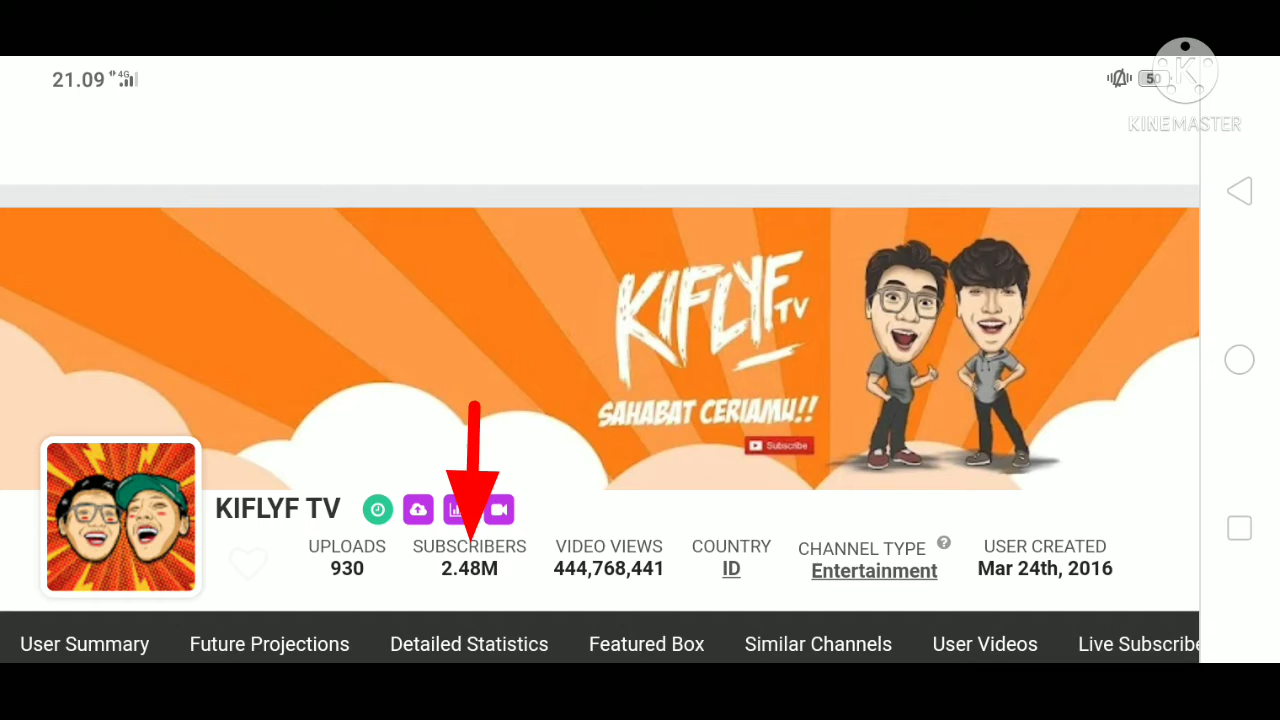 21.09 4G
50
KINEMASTER
KIFLYF TV
SAHABAT CERIAMU!!
Subscribe
KIFLYF TV
UPLOADS SUBSCRIBERS VIDEO VIEWS COUNTRY CHANNEL TYPE ? USER CREATED
930 2.48M 444,768,441 ID Entertainment Mar 24th, 2016
User Summary Future Projections Detailed Statistics Featured Box Similar Channels User Videos Live Subscribe